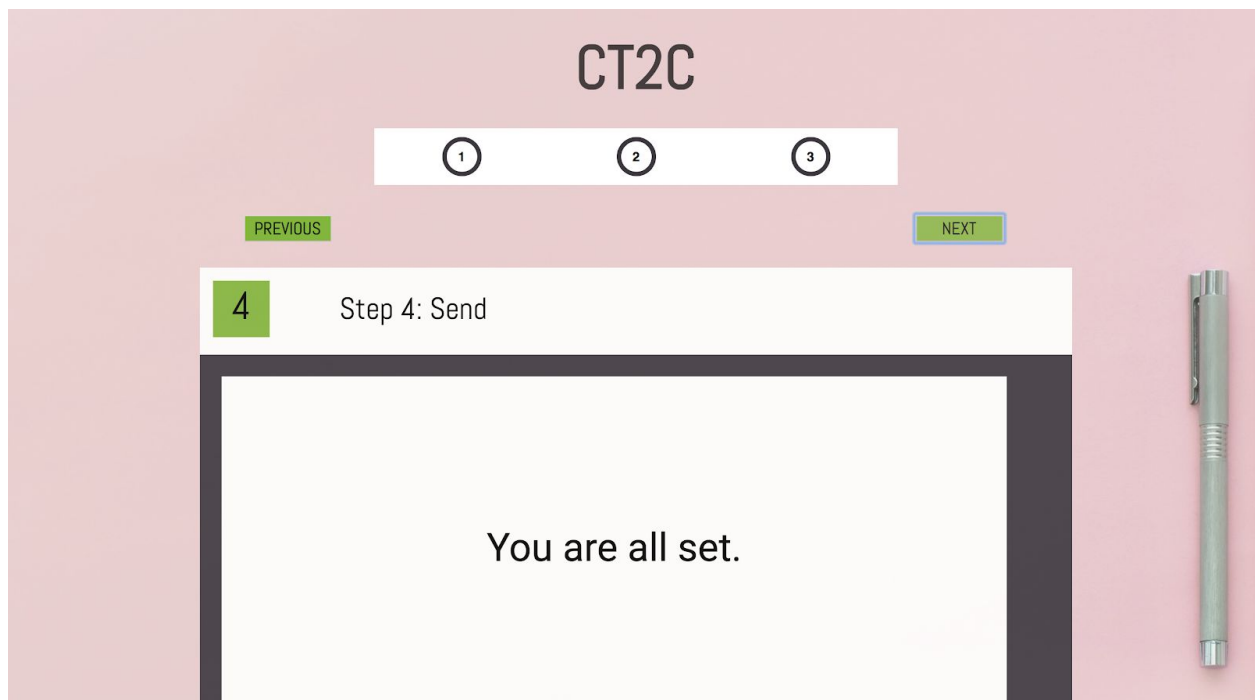 CT2C
1 2 3
PREVIOUS NEXT
4 Step 4: Send
You are all set.